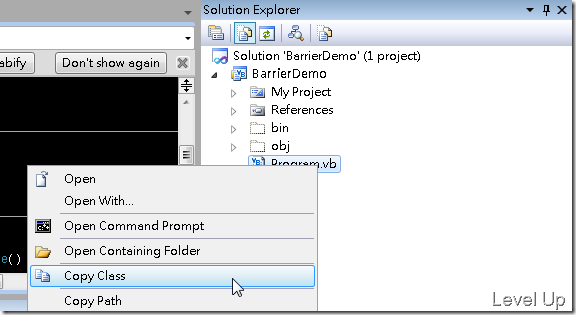 Solution Explorer
Solution 'BarrierDemo' (1 project)
BarrierDemo
My Project
References
bin
obj
Program.vb
abify
Don't show again
e()
Open
Open With...
Open Command Prompt
Open Containing Folder
Copy Class
Copy Path
Level Up